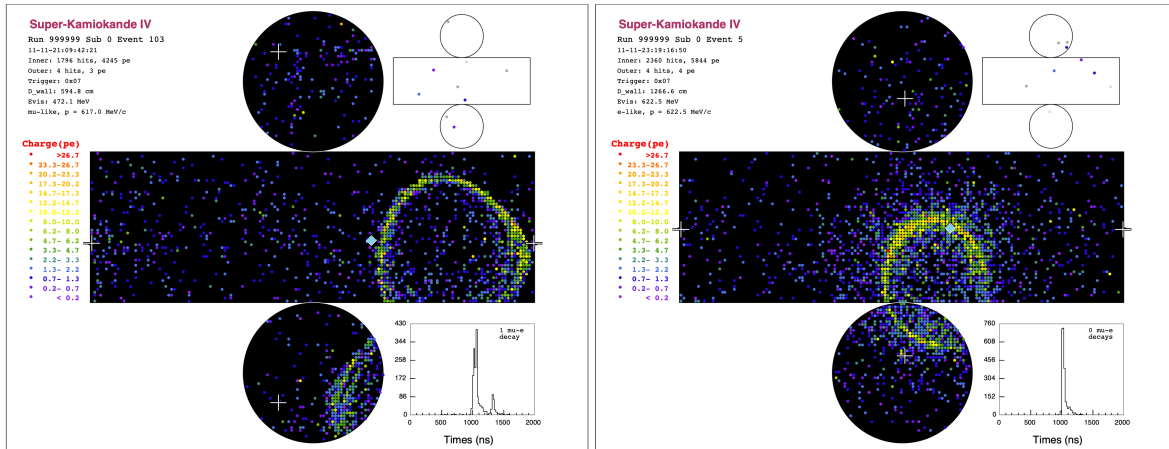 Super-Kamiokande IV
Run 999999 Sub 0 Event 103
11-11-21:09:42:21
Inner: 1796 hits, 4245 pe
Outer: 4 hits, 3 pe
Trigger: 0x07
D_wall: 594.8 cm
Evis: 472.1 MeV
mu-like, p = 617.0 MeV/c
Charge(pe)
>26.7
23.3-26.7
20.2-23.3
17.3-20.2
14.7-17.3
12.2-14.7
10.0-12.2
8.0-10.0
6.2- 8.0
4.7- 6.2
3.3- 4.7
2.2- 3.3
1.3- 2.2
0.7- 1.3
0.2- 0.7
< 0.2
1 mu-e
decay
430
344
258
172
86
0
0 500 1000 1500 2000
Times (ns)
Super-Kamiokande IV
Run 999999 Sub 0 Event 5
11-11-23:19:16:50
Inner: 2360 hits, 5844 pe
Outer: 4 hits, 4 pe
Trigger: 0x07
D_wall: 1266.6 cm
Evis: 622.5 MeV
e-like, p = 622.5 MeV/c
Charge(pe)
>26.7
23.3-26.7
20.2-23.3
17.3-20.2
14.7-17.3
12.2-14.7
10.0-12.2
8.0-10.0
6.2- 8.0
4.7- 6.2
3.3- 4.7
2.2- 3.3
1.3- 2.2
0.7- 1.3
0.2- 0.7
< 0.2
0 mu-e
decays
760
608
456
304
152
0
0 500 1000 1500 2000
Times (ns)